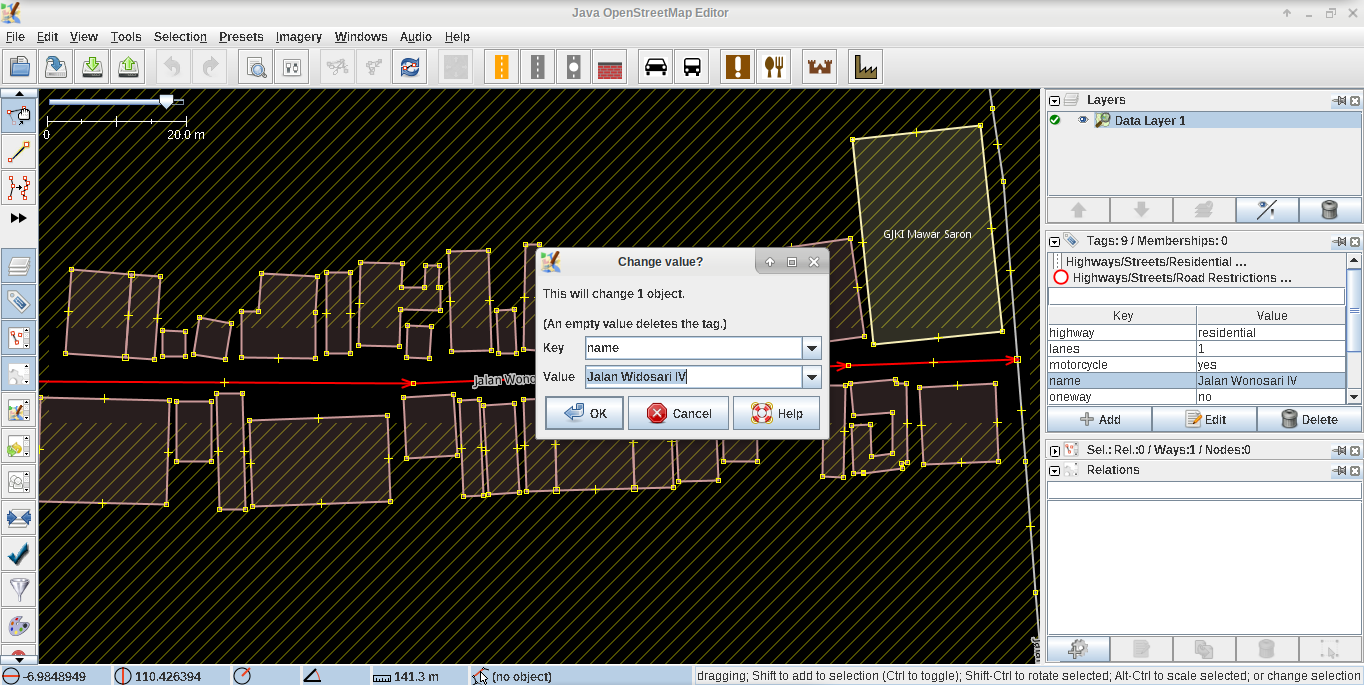 Java OpenStreetMap Editor
File Edit View Tools Selection Presets Imagery Windows Audio Help
0 20.0 m
GJKI Mawar Saron
Jalan Wono
Change value?
This will change 1 object.
(An empty value deletes the tag.)
Key name
Value Jalan Widosari IV
OK Cancel Help
Layers
Data Layer 1
Tags: 9 / Memberships: 0
Highways/Streets/Residential ...
Highways/Streets/Road Restrictions ...
Key Value
highway residential
lanes 1
motorcycle yes
name Jalan Wonosari IV
oneway no
Add Edit Delete
Sel.: Rel.:0 / Ways:1 / Nodes:0
Relations
-6.9848949 110.426394 141.3 m (no object) dragging; Shift to add to selection (Ctrl to toggle); Shift-Ctrl to rotate selected; Alt-Ctrl to scale selected; or change selection